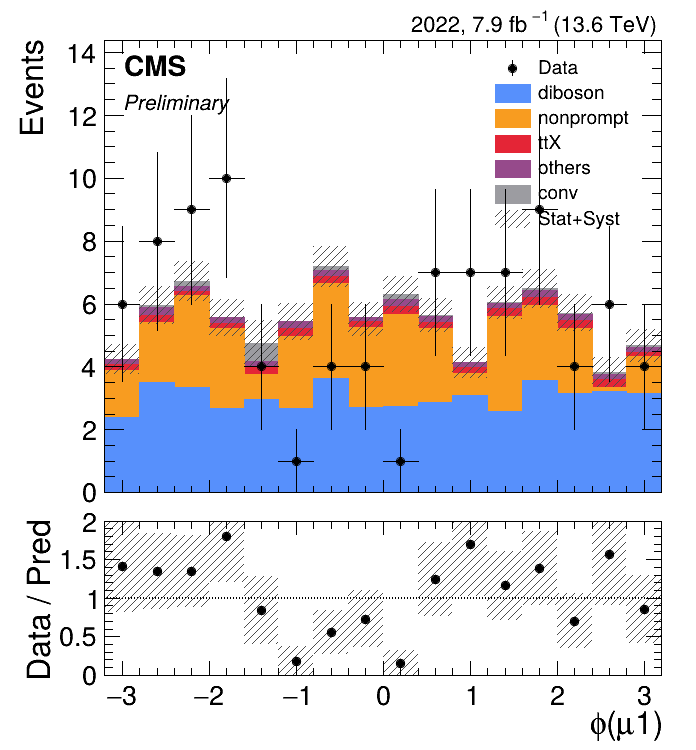 2022, 7.9 fb⁻¹ (13.6 TeV)
CMS
Preliminary
Events
14
12
10
8
6
4
2
0
Data
diboson
nonprompt
ttX
others
conv
Stat+Syst
Data / Pred
2
1.5
1
0.5
0
−3 −2 −1 0 1 2 3
ϕ(μ1)